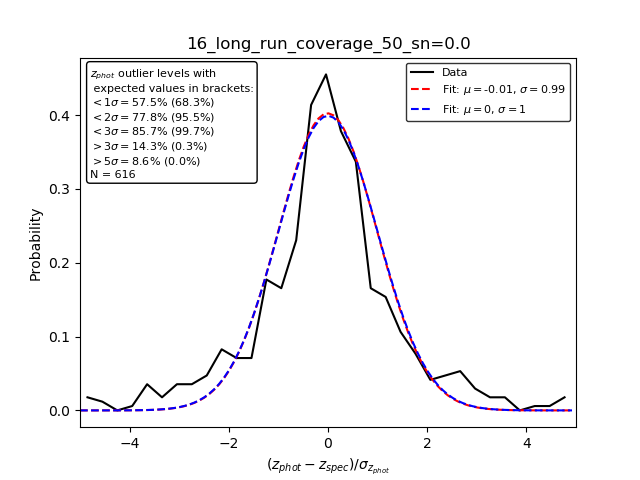 16_long_run_coverage_50_sn=0.0
z_phot outlier levels with
expected values in brackets:
<1σ=57.5% (68.3%)
<2σ=77.8% (95.5%)
<3σ=85.7% (99.7%)
>3σ=14.3% (0.3%)
>5σ=8.6% (0.0%)
N = 616
Data
Fit: μ=-0.01, σ=0.99
Fit: μ=0, σ=1
Probability
0.4
0.3
0.2
0.1
0.0
−4
−2
0
2
4
(z_phot − z_spec)/σ_z_phot